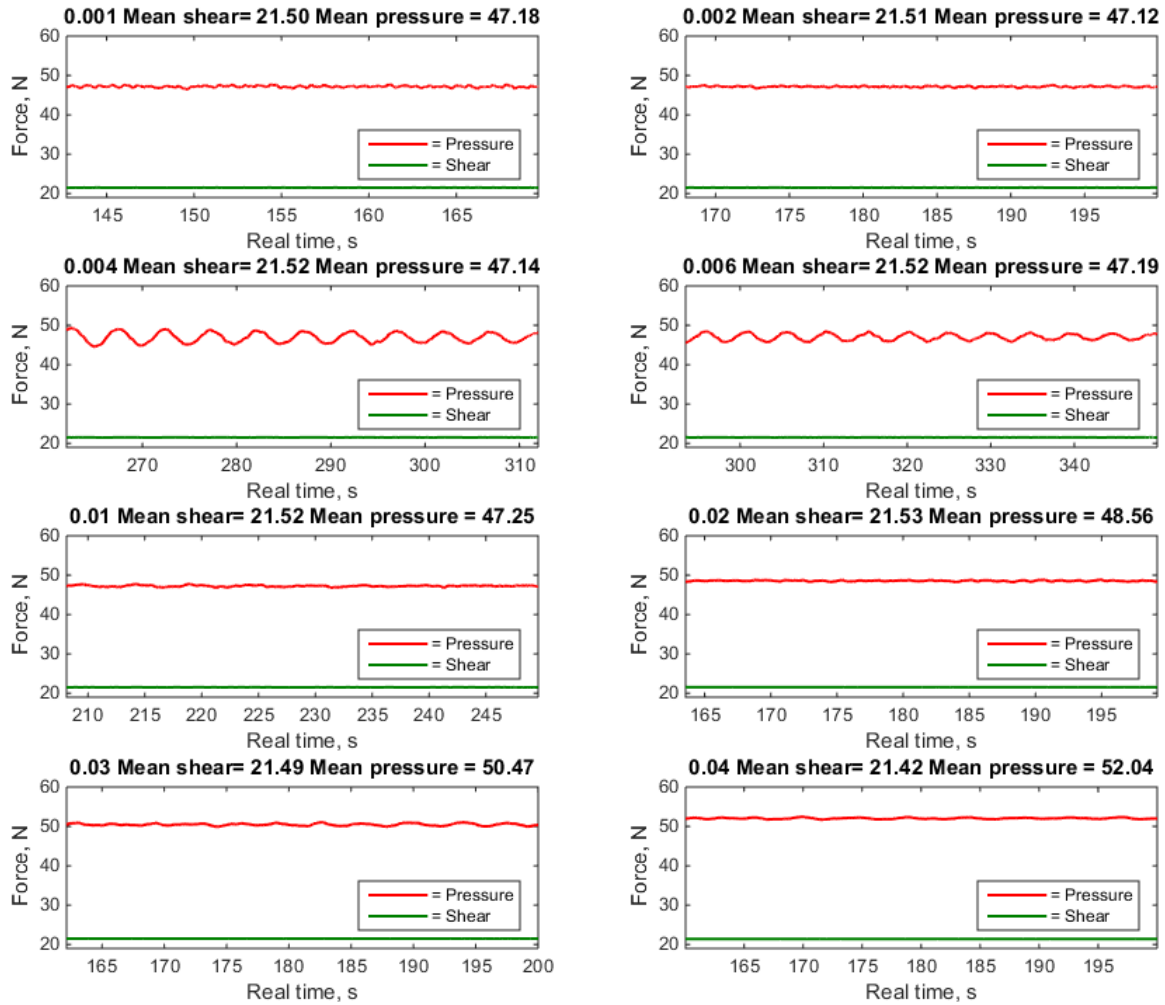 0.001 Mean shear= 21.50 Mean pressure = 47.18
60
50
40
30
20
Force, N
= Pressure
= Shear
145 150 155 160 165
Real time, s
0.002 Mean shear= 21.51 Mean pressure = 47.12
60
50
40
30
20
Force, N
= Pressure
= Shear
170 175 180 185 190 195
Real time, s
0.004 Mean shear= 21.52 Mean pressure = 47.14
60
50
40
30
20
Force, N
= Pressure
= Shear
270 280 290 300 310
Real time, s
0.006 Mean shear= 21.52 Mean pressure = 47.19
60
50
40
30
20
Force, N
= Pressure
= Shear
300 310 320 330 340
Real time, s
0.01 Mean shear= 21.52 Mean pressure = 47.25
60
50
40
30
20
Force, N
= Pressure
= Shear
210 215 220 225 230 235 240 245
Real time, s
0.02 Mean shear= 21.53 Mean pressure = 48.56
60
50
40
30
20
Force, N
= Pressure
= Shear
165 170 175 180 185 190 195
Real time, s
0.03 Mean shear= 21.49 Mean pressure = 50.47
60
50
40
30
20
Force, N
= Pressure
= Shear
165 170 175 180 185 190 195 200
Real time, s
0.04 Mean shear= 21.42 Mean pressure = 52.04
60
50
40
30
20
Force, N
= Pressure
= Shear
165 170 175 180 185 190 195
Real time, s